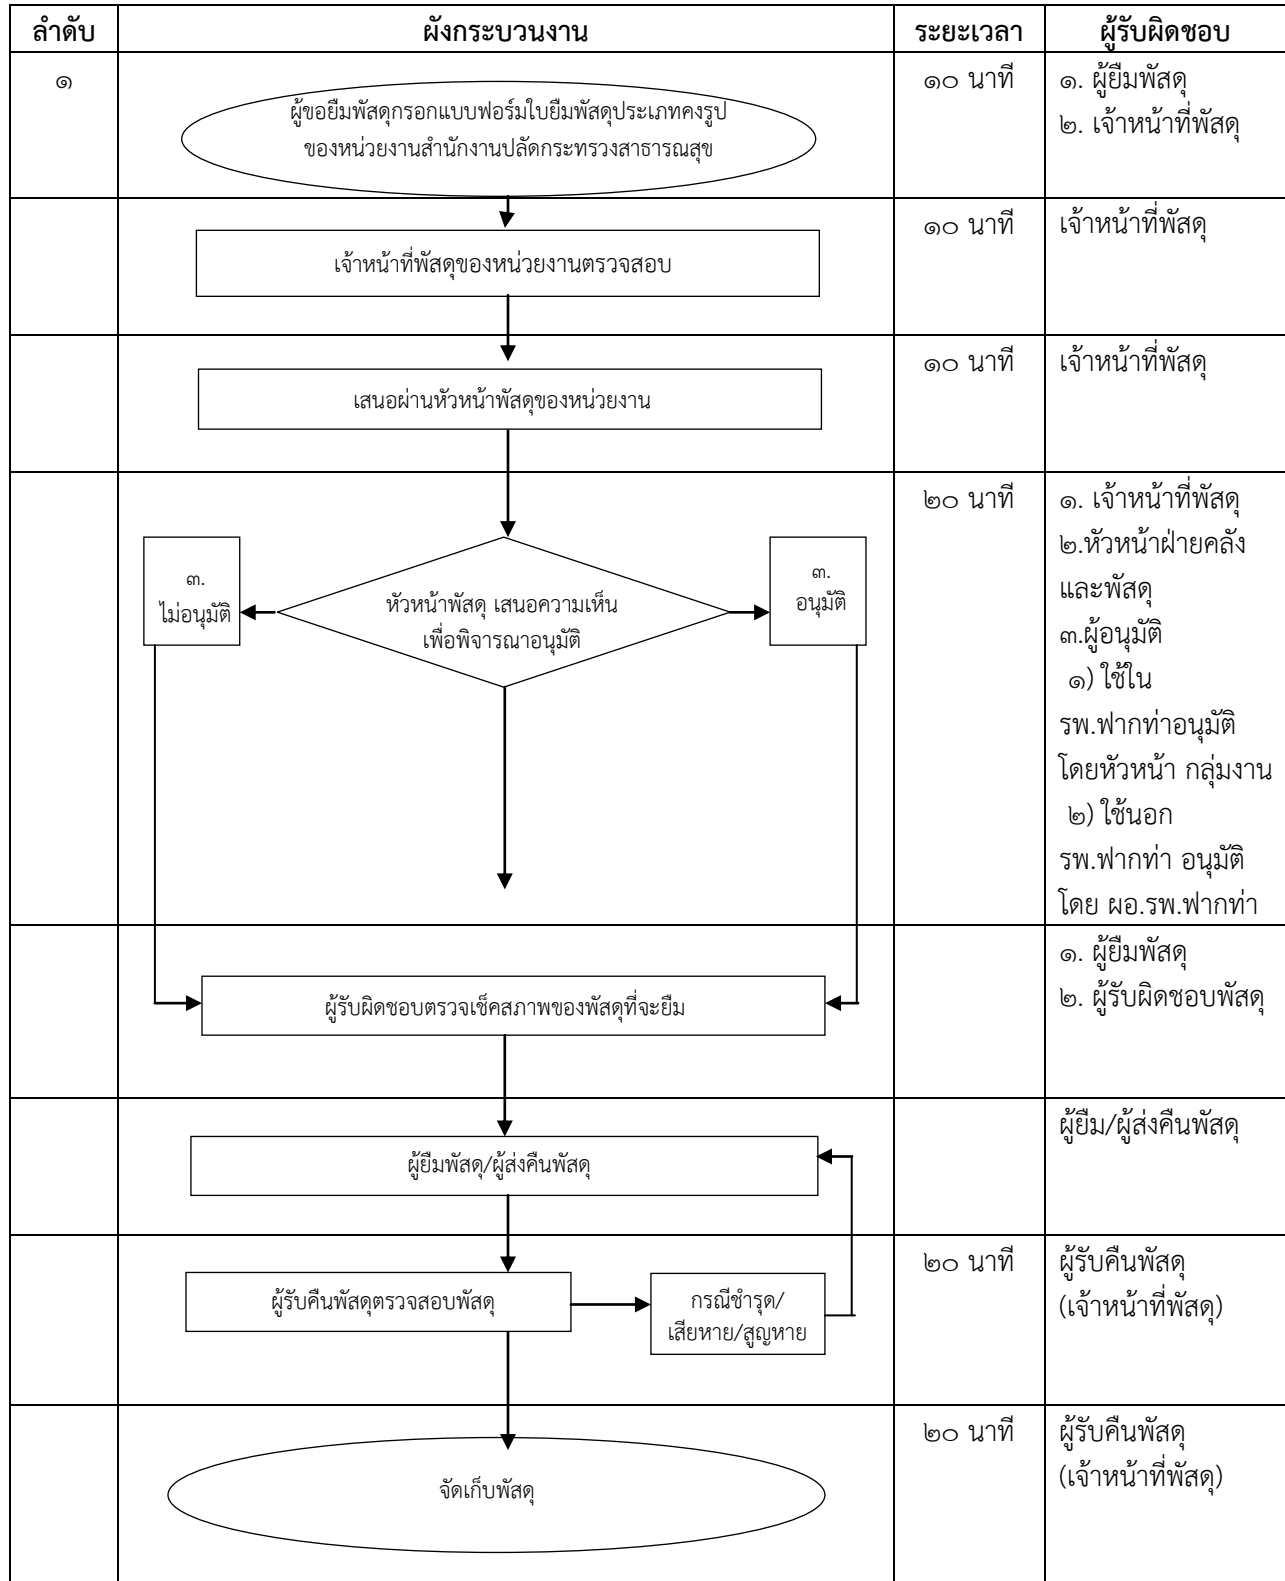 ลำดับ
ผังกระบวนงาน
ระยะเวลา
ผู้รับผิดชอบ
๑
ผู้ขอยืมพัสดุกรอกแบบฟอร์มใบยืมพัสดุประเภทคงรูป
ของหน่วยงานสำนักงานปลัดกระทรวงสาธารณสุข
๑๐ นาที
๑. ผู้ยืมพัสดุ
๒. เจ้าหน้าที่พัสดุ
เจ้าหน้าที่พัสดุของหน่วยงานตรวจสอบ
๑๐ นาที
เจ้าหน้าที่พัสดุ
เสนอผ่านหัวหน้าพัสดุของหน่วยงาน
๑๐ นาที
เจ้าหน้าที่พัสดุ
๓.
ไม่อนุมัติ
หัวหน้าพัสดุ เสนอความเห็น
เพื่อพิจารณาอนุมัติ
๓.
อนุมัติ
๒๐ นาที
๑. เจ้าหน้าที่พัสดุ
๒.หัวหน้าฝ่ายคลัง
และพัสดุ
๓.ผู้อนุมัติ
๑) ใช้ใน
รพ.ฟากท่าอนุมัติ
โดยหัวหน้า กลุ่มงาน
๒) ใช้นอก
รพ.ฟากท่า อนุมัติ
โดย ผอ.รพ.ฟากท่า
ผู้รับผิดชอบตรวจเช็คสภาพของพัสดุที่จะยืม
๑. ผู้ยืมพัสดุ
๒. ผู้รับผิดชอบพัสดุ
ผู้ยืมพัสดุ/ผู้ส่งคืนพัสดุ
ผู้ยืม/ผู้ส่งคืนพัสดุ
ผู้รับคืนพัสดุตรวจสอบพัสดุ
กรณีชำรุด/
เสียหาย/สูญหาย
๒๐ นาที
ผู้รับคืนพัสดุ
(เจ้าหน้าที่พัสดุ)
จัดเก็บพัสดุ
๒๐ นาที
ผู้รับคืนพัสดุ
(เจ้าหน้าที่พัสดุ)